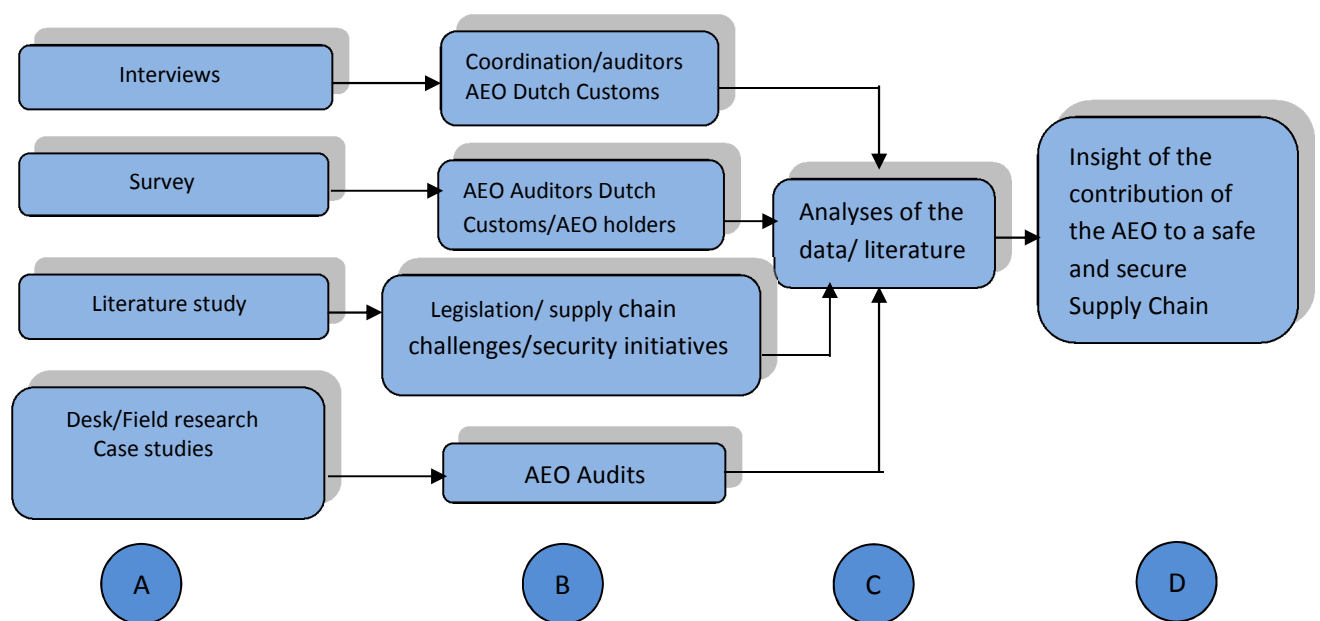 Interviews
Coordination/auditors
AEO Dutch Customs
Survey
AEO Auditors Dutch
Customs/AEO holders
Literature study
Legislation/ supply chain
challenges/security initiatives
Desk/Field research
Case studies
AEO Audits
Analyses of the
data/ literature
Insight of the
contribution of
the AEO to a safe
and secure
Supply Chain
A
B
C
D